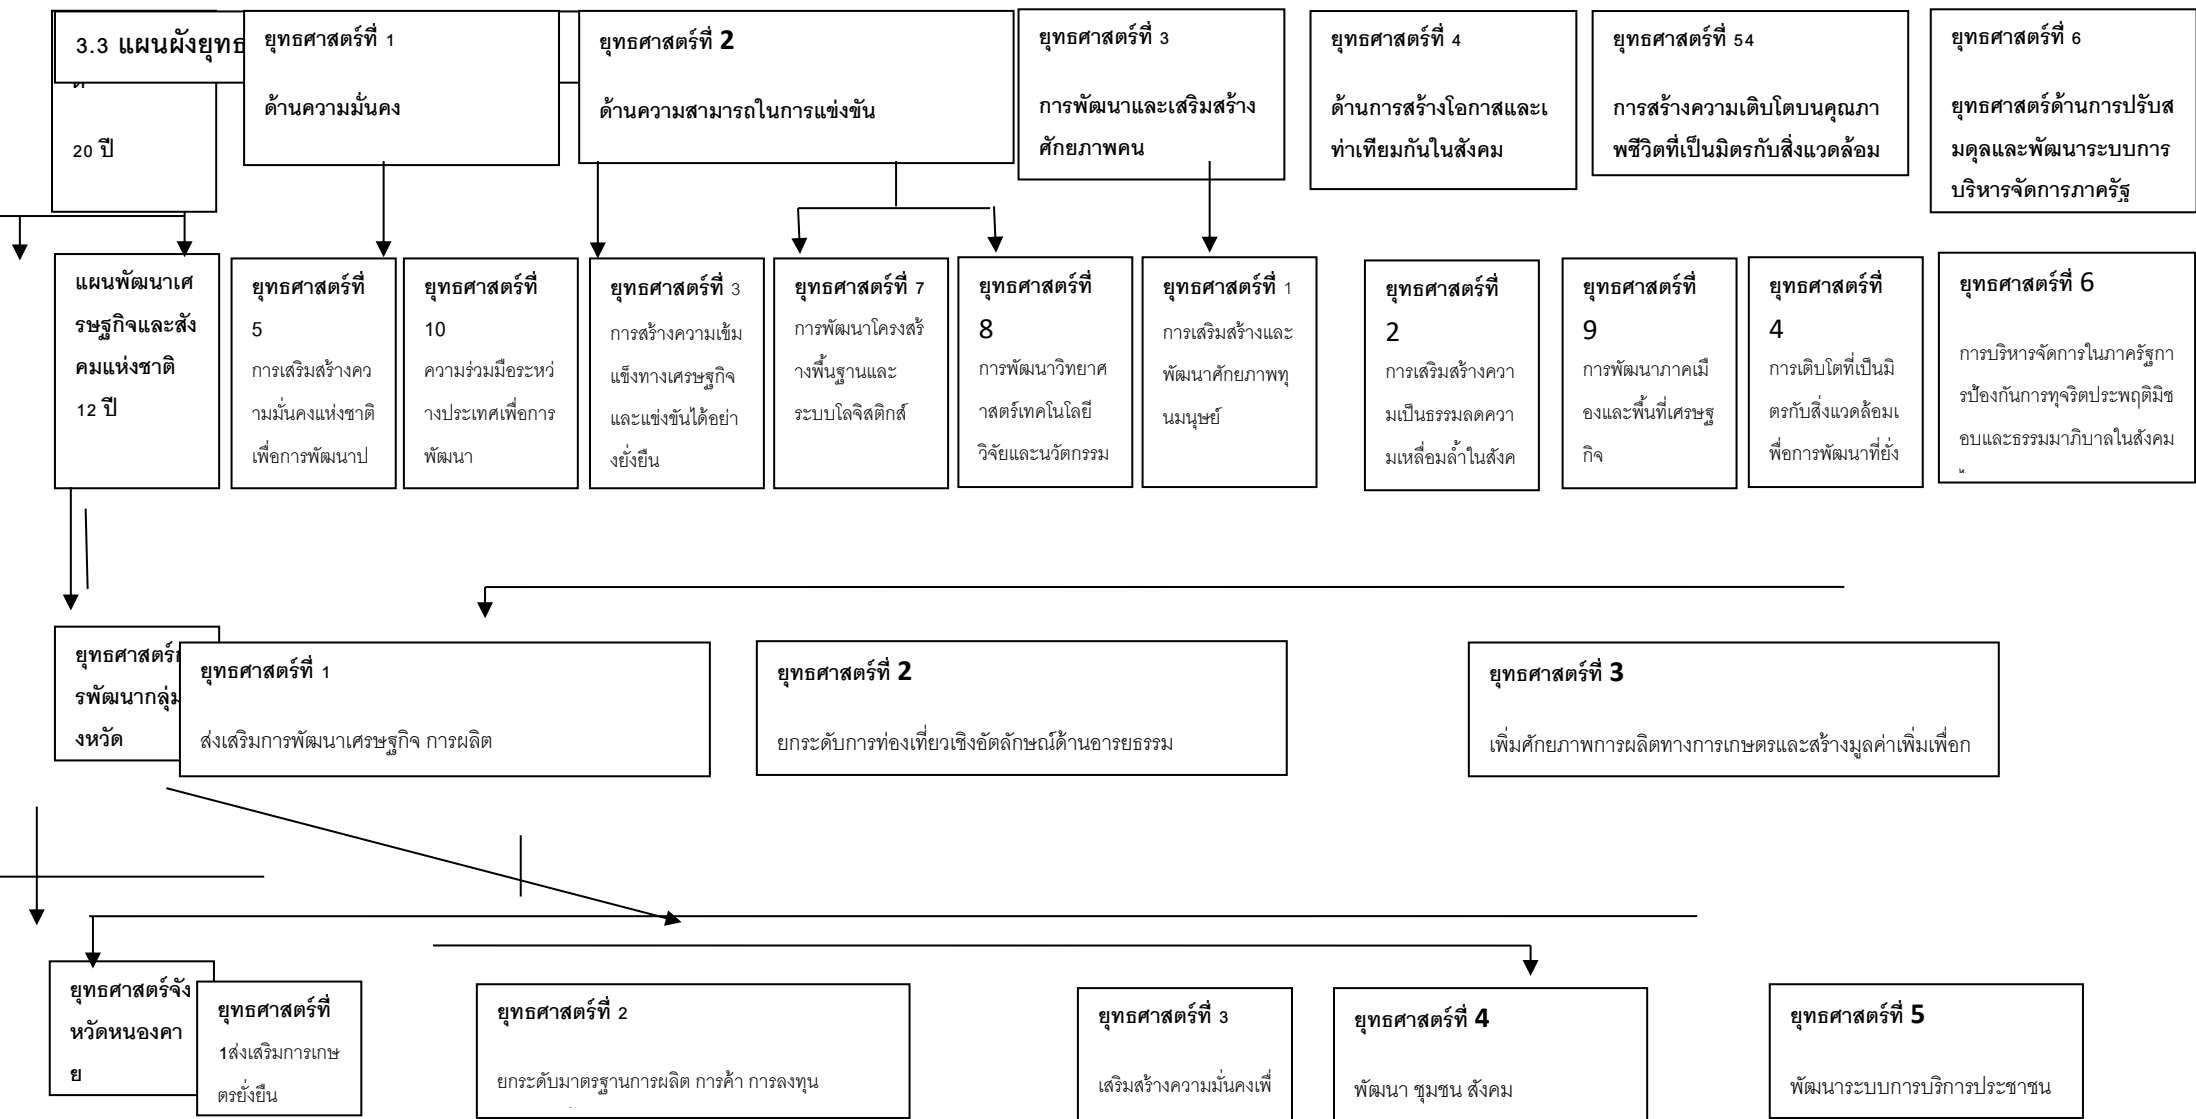 3.3 แผนผังยุทธ
20 ปี
ยุทธศาสตร์ที่ 1
ด้านความมั่นคง
ยุทธศาสตร์ที่ 2
ด้านความสามารถในการแข่งขัน
ยุทธศาสตร์ที่ 3
การพัฒนาและเสริมสร้าง
ศักยภาพคน
ยุทธศาสตร์ที่ 4
ด้านการสร้างโอกาสและเ
ท่าเทียมกันในสังคม
ยุทธศาสตร์ที่ 54
การสร้างความเติบโตบนคุณภา
พชีวิตที่เป็นมิตรกับสิ่งแวดล้อม
ยุทธศาสตร์ที่ 6
ยุทธศาสตร์ด้านการปรับส
มดุลและพัฒนาระบบการ
บริหารจัดการภาครัฐ
แผนพัฒนาเศ
รษฐกิจและสัง
คมแห่งชาติ
12 ปี
ยุทธศาสตร์ที่
5
การเสริมสร้างคว
ามมั่นคงแห่งชาติ
เพื่อการพัฒนาป
ยุทธศาสตร์ที่
10
ความร่วมมือระหว่
างประเทศเพื่อการ
พัฒนา
ยุทธศาสตร์ที่ 3
การสร้างความเข้ม
แข็งทางเศรษฐกิจ
และแข่งขันได้อย่า
งยั่งยืน
ยุทธศาสตร์ที่ 7
การพัฒนาโครงสร้
างพื้นฐานและ
ระบบโลจิสติกส์
ยุทธศาสตร์ที่
8
การพัฒนาวิทยาศ
าสตร์เทคโนโลยี
วิจัยและนวัตกรรม
ยุทธศาสตร์ที่ 1
การเสริมสร้างและ
พัฒนาศักยภาพทุ
นมนุษย์
ยุทธศาสตร์ที่
2
การเสริมสร้างควา
มเป็นธรรมลดควา
มเหลื่อมล้ำในสังค
ยุทธศาสตร์ที่
9
การพัฒนาภาคเมื
องและพื้นที่เศรษฐ
กิจ
ยุทธศาสตร์ที่
4
การเติบโตที่เป็นมิ
ตรกับสิ่งแวดล้อมเ
พื่อการพัฒนาที่ยั่ง
ยุทธศาสตร์ที่ 6
การบริหารจัดการในภาครัฐกา
รป้องกันการทุจริตประพฤติมิช
อบและธรรมมาภิบาลในสังคม
ยุทธศาสตร์ก
รพัฒนากลุ่ม
งหวัด
ยุทธศาสตร์ที่ 1
ส่งเสริมการพัฒนาเศรษฐกิจ การผลิต
ยุทธศาสตร์ที่ 2
ยกระดับการท่องเที่ยวเชิงอัตลักษณ์ด้านอารยธรรม
ยุทธศาสตร์ที่ 3
เพิ่มศักยภาพการผลิตทางการเกษตรและสร้างมูลค่าเพิ่มเพื่อก
ยุทธศาสตร์จัง
หวัดหนองคา
ย
ยุทธศาสตร์ที่
1ส่งเสริมการเกษ
ตรยั่งยืน
ยุทธศาสตร์ที่ 2
ยกระดับมาตรฐานการผลิต การค้า การลงทุน
ยุทธศาสตร์ที่ 3
เสริมสร้างความมั่นคงเพื่
ยุทธศาสตร์ที่ 4
พัฒนา ชุมชน สังคม
ยุทธศาสตร์ที่ 5
พัฒนาระบบการบริการประชาชน